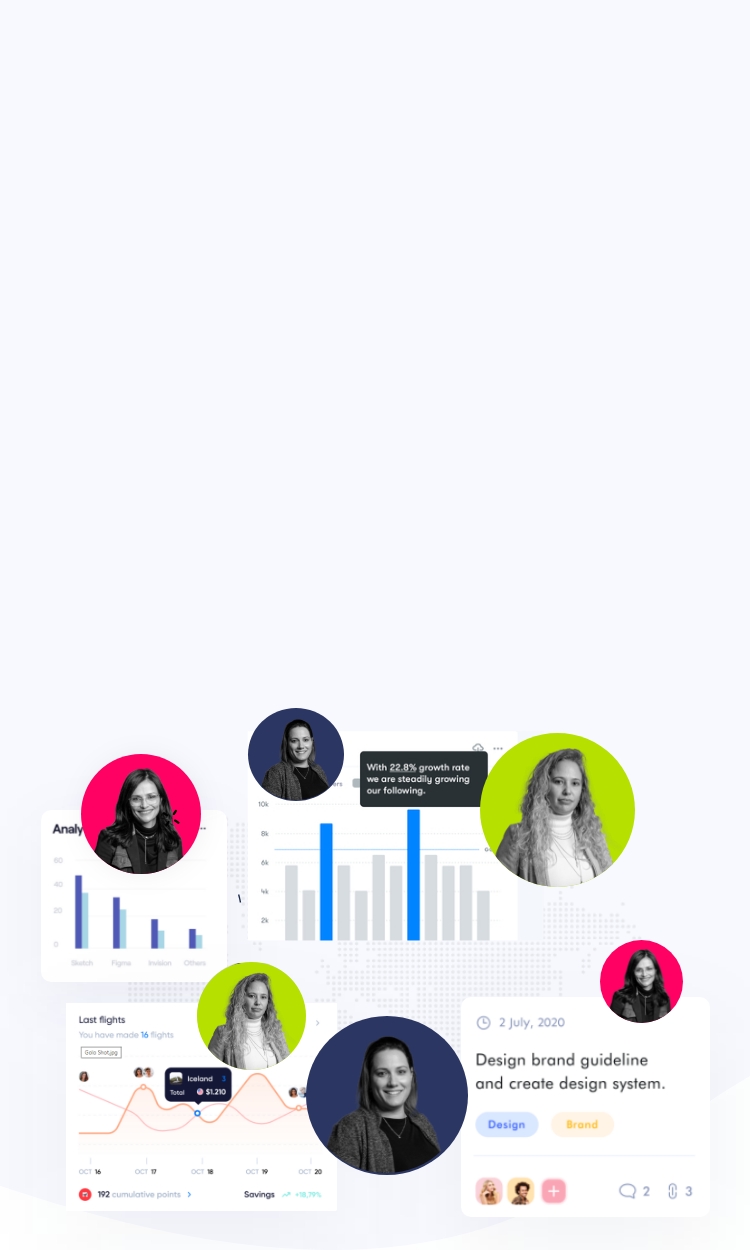 With 22.8% growth rate
we are steadily growing
our following.
10k
8k
6k
4k
2k
Analy
60
40
20
0
Sketch
Figma
Invision
Others
Last flights
You have made 16 flights
Iceland 3
Total $1.210
OCT 16
OCT 17
OCT 18
OCT 19
OCT 20
192 cumulative points
Savings +18,79%
2 July, 2020
Design brand guideline
and create design system.
Design
Brand
2
3